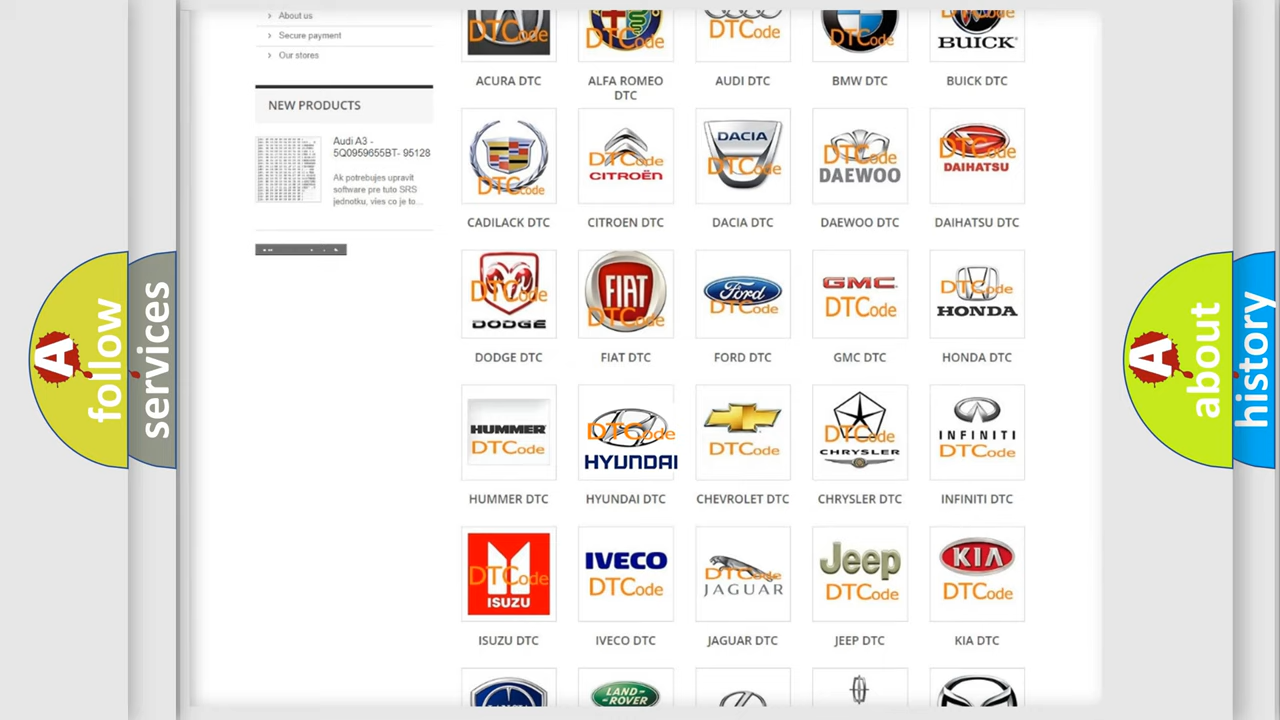 About us
Secure payment
Our stores
NEW PRODUCTS
Audi A3 -
5Q0959655BT- 95128
Ak potrebujes upravit
software pre tuto SRS
jednotku, vies co je to...
DTCode
DTCode
DTCode
DTCode
BUICK
ACURA DTC
ALFA ROMEO
DTC
AUDI DTC
BMW DTC
BUICK DTC
DTCode
DTCode
CITROËN
DACIA
DTCode
DTCode
DAEWOO
DTCode
DAIHATSU
CADILACK DTC
CITROEN DTC
DACIA DTC
DAEWOO DTC
DAIHATSU DTC
DTCode
DODGE
FIAT
DTCode
Ford
DTCode
GMC
DTCode
DTCode
HONDA
DODGE DTC
FIAT DTC
FORD DTC
GMC DTC
HONDA DTC
HUMMER
DTCode
DTCode
HYUNDAI
DTCode
DTCode
CHRYSLER
INFINITI
DTCode
HUMMER DTC
HYUNDAI DTC
CHEVROLET DTC
CHRYSLER DTC
INFINITI DTC
DTCode
ISUZU
IVECO
DTCode
DTCode
JAGUAR
Jeep
DTCode
KIA
DTCode
ISUZU DTC
IVECO DTC
JAGUAR DTC
JEEP DTC
KIA DTC
LAND-
ROVER
A
follow
services
A
about
history